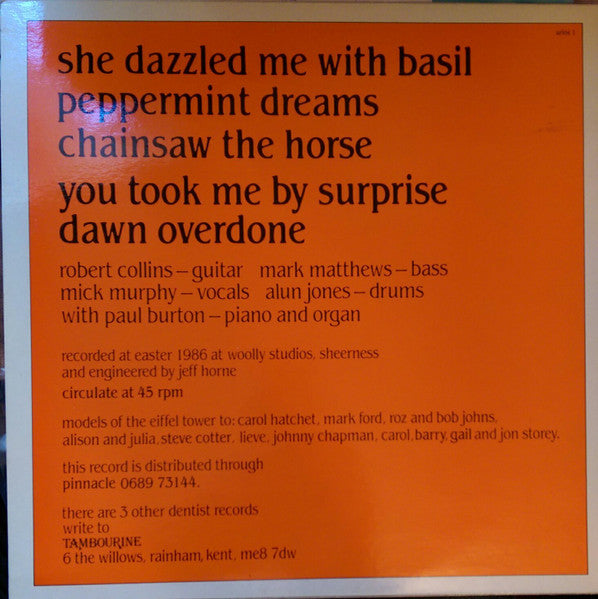 arlos 1
she dazzled me with basil
peppermint dreams
chainsaw the horse
you took me by surprise
dawn overdone
robert collins – guitar mark matthews – bass
mick murphy – vocals alun jones – drums
with paul burton – piano and organ
recorded at easter 1986 at woolly studios, sheerness
and engineered by jeff horne
circulate at 45 rpm
models of the eiffel tower to: carol hatchet, mark ford, roz and bob johns,
alison and julia, steve cotter, lieve, johnny chapman, carol, barry, gail and jon storey.
this record is distributed through
pinnacle 0689 73144.
there are 3 other dentist records
write to
TAMBOURINE
6 the willows, rainham, kent, me8 7dw